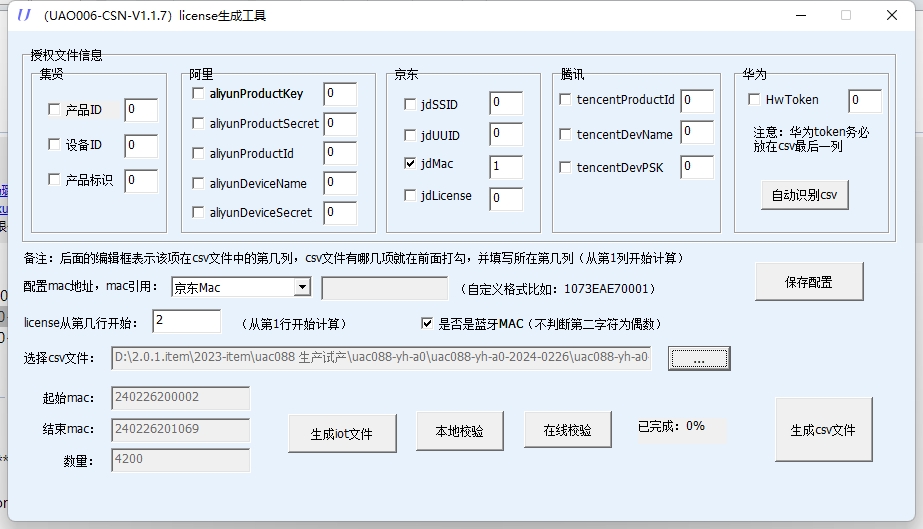 （UAO006-CSN-V1.1.7）license生成工具
授权文件信息
集贤
产品ID 0
设备ID 0
产品标识 0
阿里
aliyunProductKey 0
aliyunProductSecret 0
aliyunProductId 0
aliyunDeviceName 0
aliyunDeviceSecret 0
京东
jdSSID 0
jdUUID 0
jdMac 1
jdLicense 0
腾讯
tencentProductId 0
tencentDevName 0
tencentDevPSK 0
华为
HwToken 0
注意：华为token务必
放在csv最后一列
自动识别csv
备注：后面的编辑框表示该项在csv文件中的第几列，csv文件有哪几项就在前面打勾，并填写所在第几列（从第1列开始计算）
配置mac地址，mac引用： 京东Mac （自定义格式比如：1073EAE70001）
保存配置
license从第几行开始： 2 （从第1行开始计算） 是否是蓝牙MAC（不判断第二字符为偶数）
选择csv文件： D:\2.0.1.item\2023-item\uac088 生产试产\uac088-yh-a0\uac088-yh-a0-2024-0226\uac088-yh-a0 ...
起始mac： 240226200002
结束mac： 240226201069
数量： 4200
生成iot文件
本地校验
在线校验
已完成：0%
生成csv文件